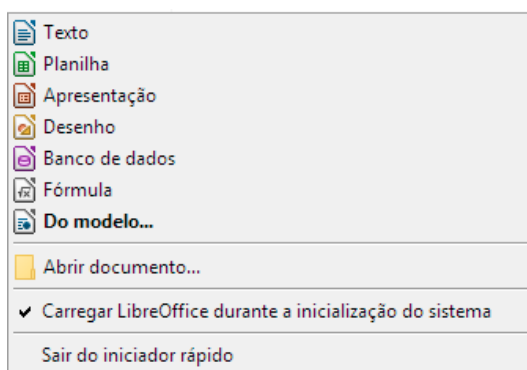 Texto
Planilha
Apresentação
Desenho
Banco de dados
Fórmula
Do modelo...
Abrir documento...
Carregar LibreOffice durante a inicialização do sistema
Sair do iniciador rápido